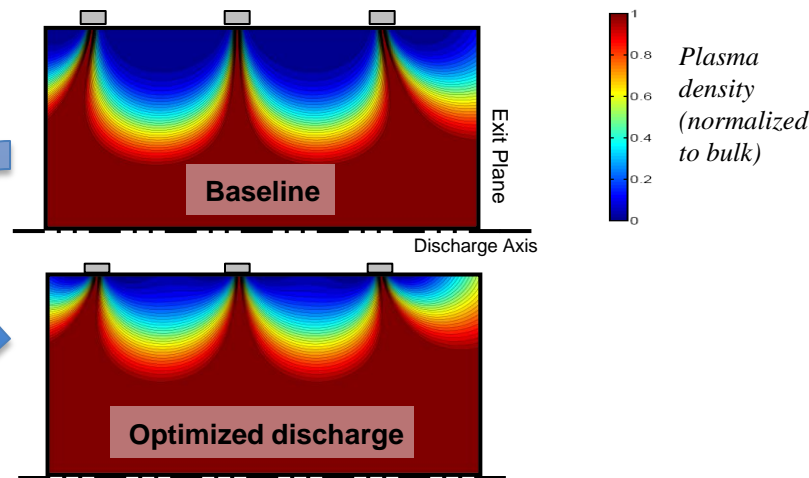 Baseline
Exit Plane
Discharge Axis
Optimized discharge
1
0.8
0.6
0.4
0.2
0
Plasma
density
(normalized
to bulk)